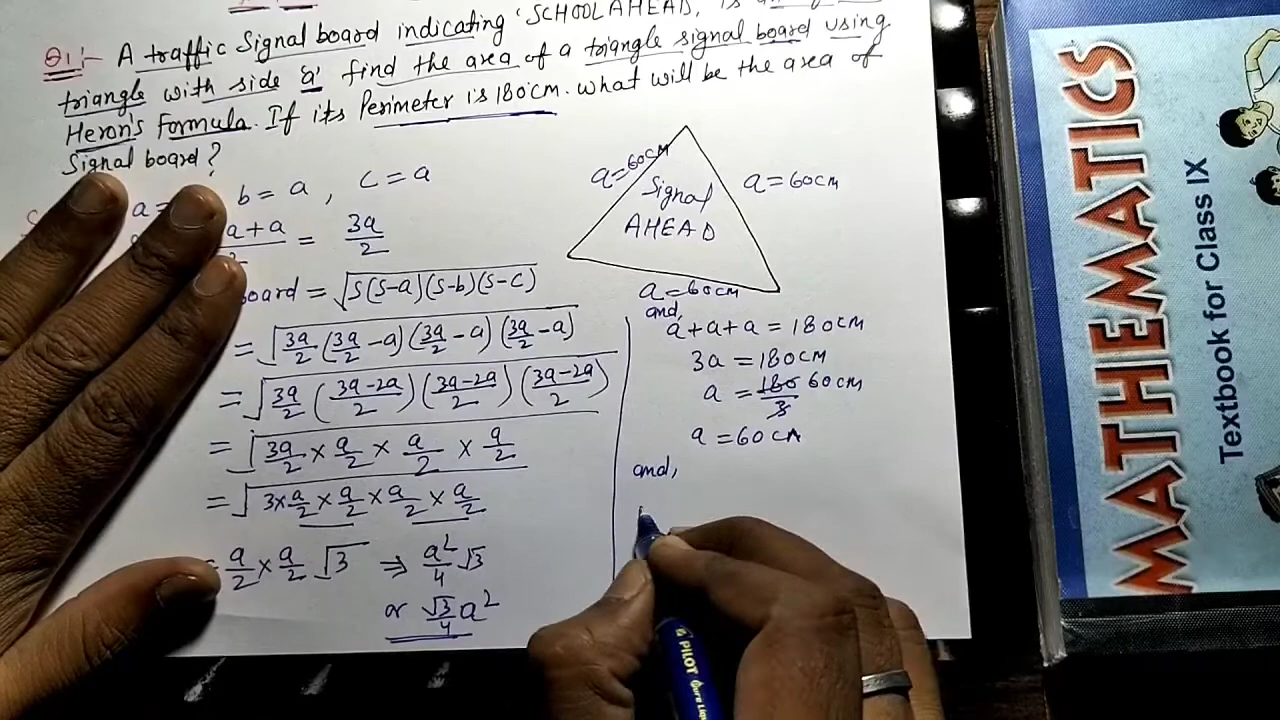 Q1:- A traffic Signal board indicating 'SCHOOL AHEAD, is an
triangle with side 'a' find the area of a triangle signal board using
Heron's Formula. If its Perimeter is 180cm. what will be the area of
Signal board?
a= b = a , c = a
a+a = 3a/2
board = √S(S-a)(S-b)(S-c)
= √3a/2 (3a/2 -a)(3a/2 -a)(3a/2 -a)
= √3a/2 (3a-2a/2)(3a-2a/2)(3a-2a/2)
= √3a/2 × a/2 × a/2 × a/2
= √3×a/2 × a/2 × a/2 × a/2
= a/2 × a/2 √3 ⇒ a²/4 √3
or √3/4 a²
a=60CM
a=60CM
Signal
AHEAD
a=60CM
and,
a+a+a = 180CM
3a = 180CM
a = 180/3 60CM
a = 60CM
and,
MATHEMATICS
Textbook for Class IX
PILOT